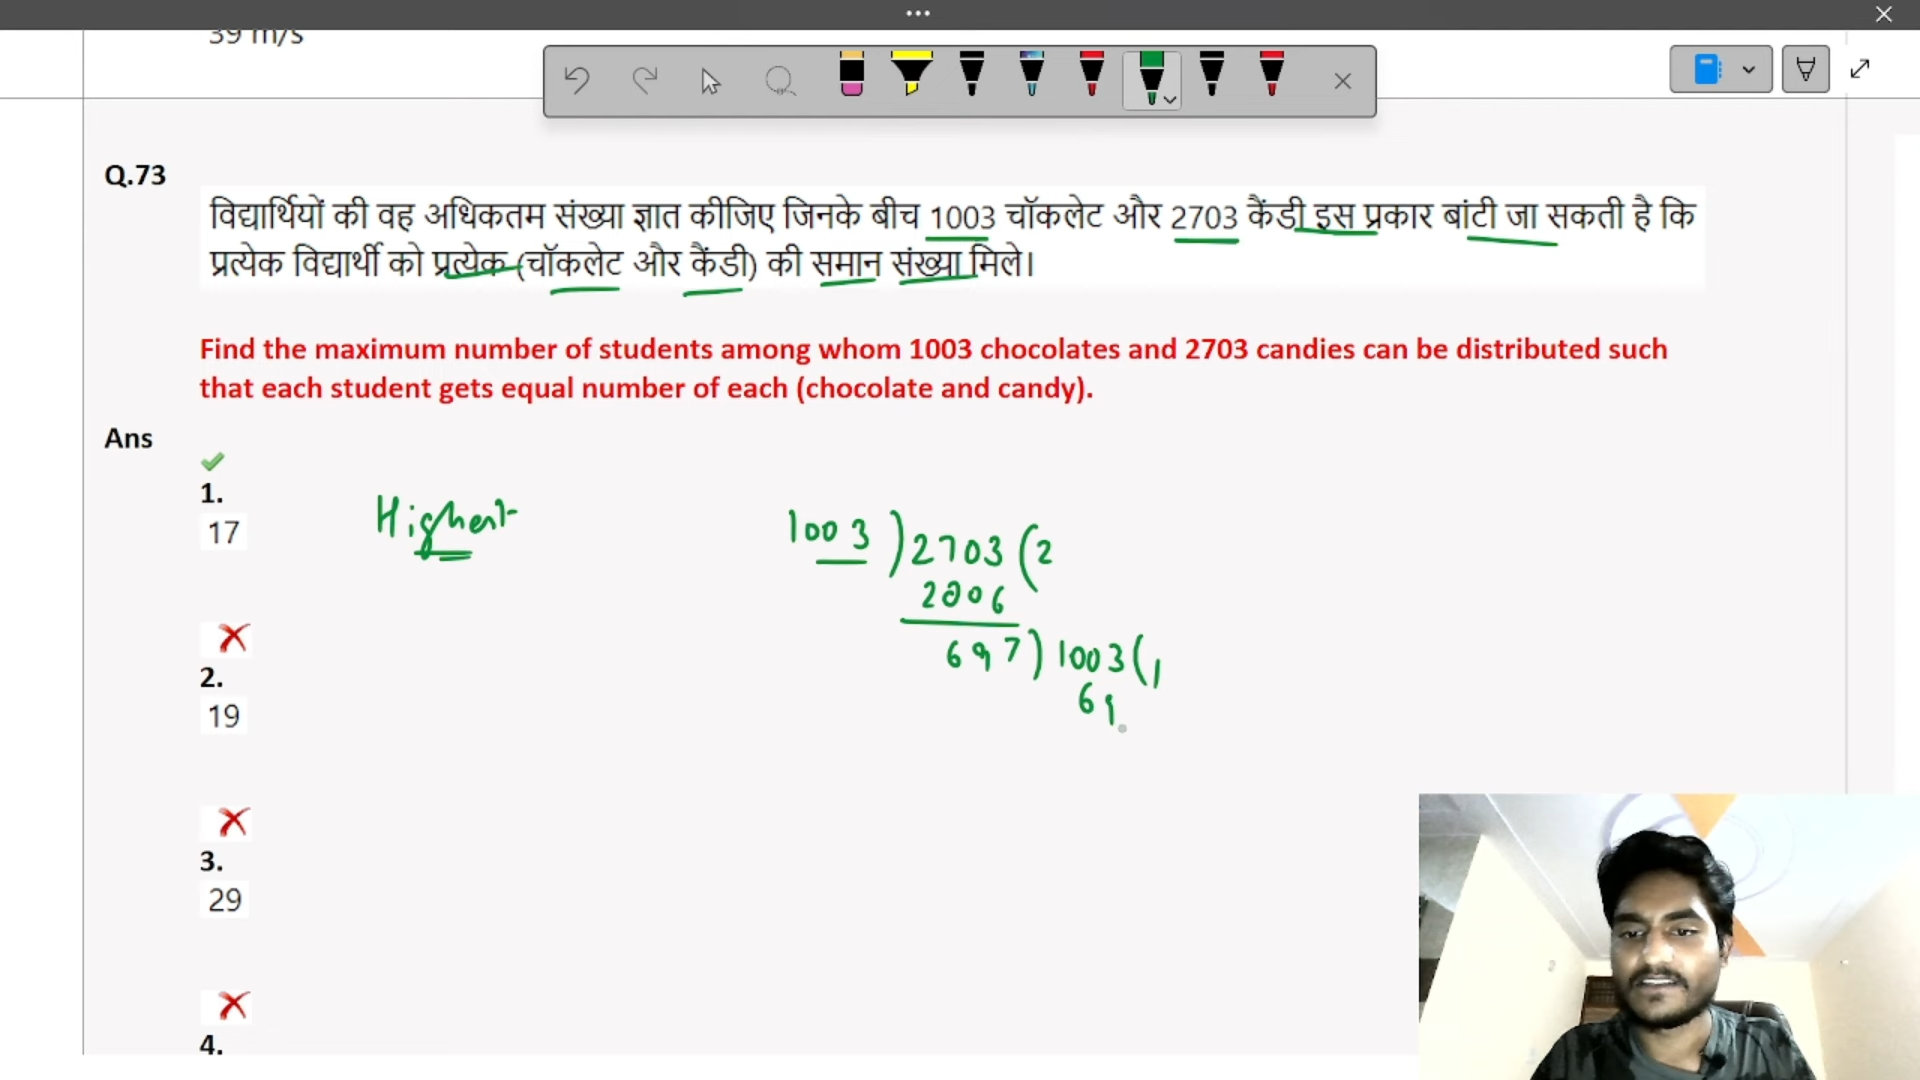 39 m/s
Q.73
विद्यार्थियों की वह अधिकतम संख्या ज्ञात कीजिए जिनके बीच 1003 चॉकलेट और 2703 कैंडी इस प्रकार बांटी जा सकती है कि
प्रत्येक विद्यार्थी को प्रत्येक (चॉकलेट और कैंडी) की समान संख्या मिले।
Find the maximum number of students among whom 1003 chocolates and 2703 candies can be distributed such
that each student gets equal number of each (chocolate and candy).
Ans
1.
17
Highest
1003 ) 2703 ( 2
2006
697 ) 1003 ( 1
69
2.
19
3.
29
4.